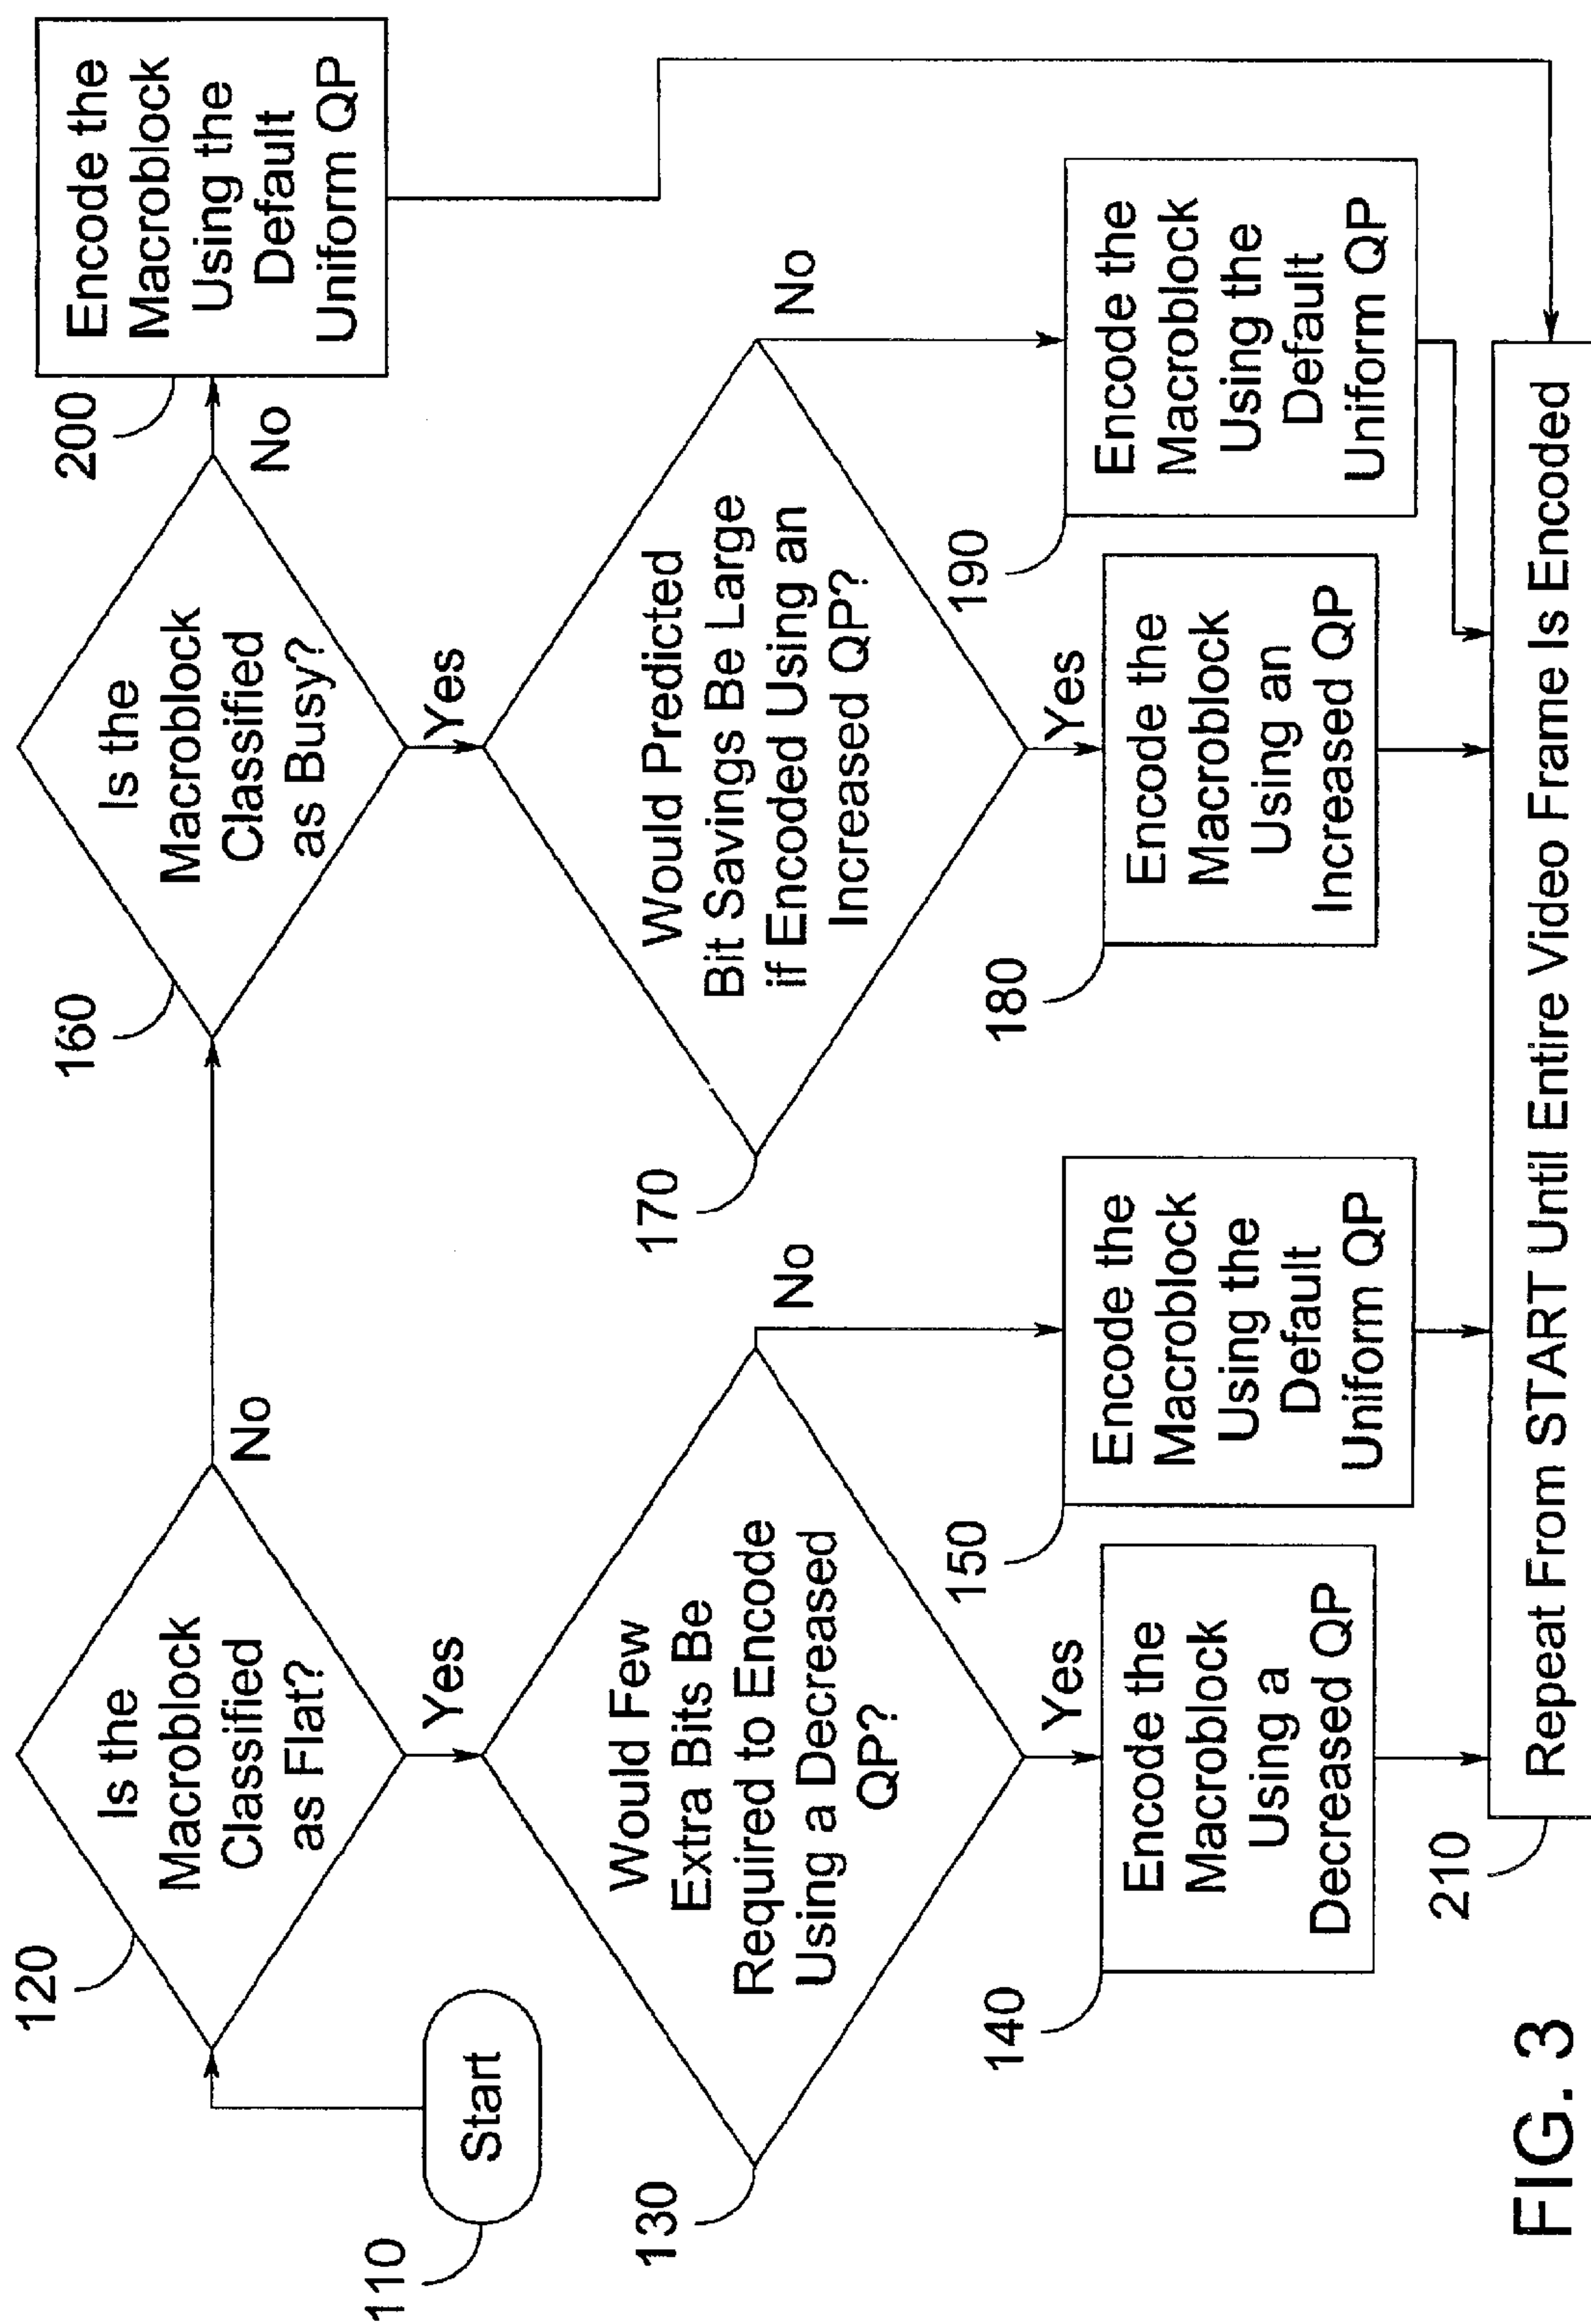 110
Start
120
Is the
Macroblock
Classified
as Flat?
No
Yes
160
Is the
Macroblock
Classified
as Busy?
No
Yes
200
Encode the
Macroblock
Using the
Default
Uniform QP
130
Would Few
Extra Bits Be
Required to Encode
Using a Decreased
QP?
No
Yes
170
Would Predicted
Bit Savings Be Large
if Encoded Using an
Increased QP?
No
Yes
140
Encode the
Macroblock
Using a
Decreased QP
150
Encode the
Macroblock
Using the
Default
Uniform QP
180
Encode the
Macroblock
Using an
Increased QP
190
Encode the
Macroblock
Using the
Default
Uniform QP
210
Repeat From START Until Entire Video Frame Is Encoded
FIG. 3